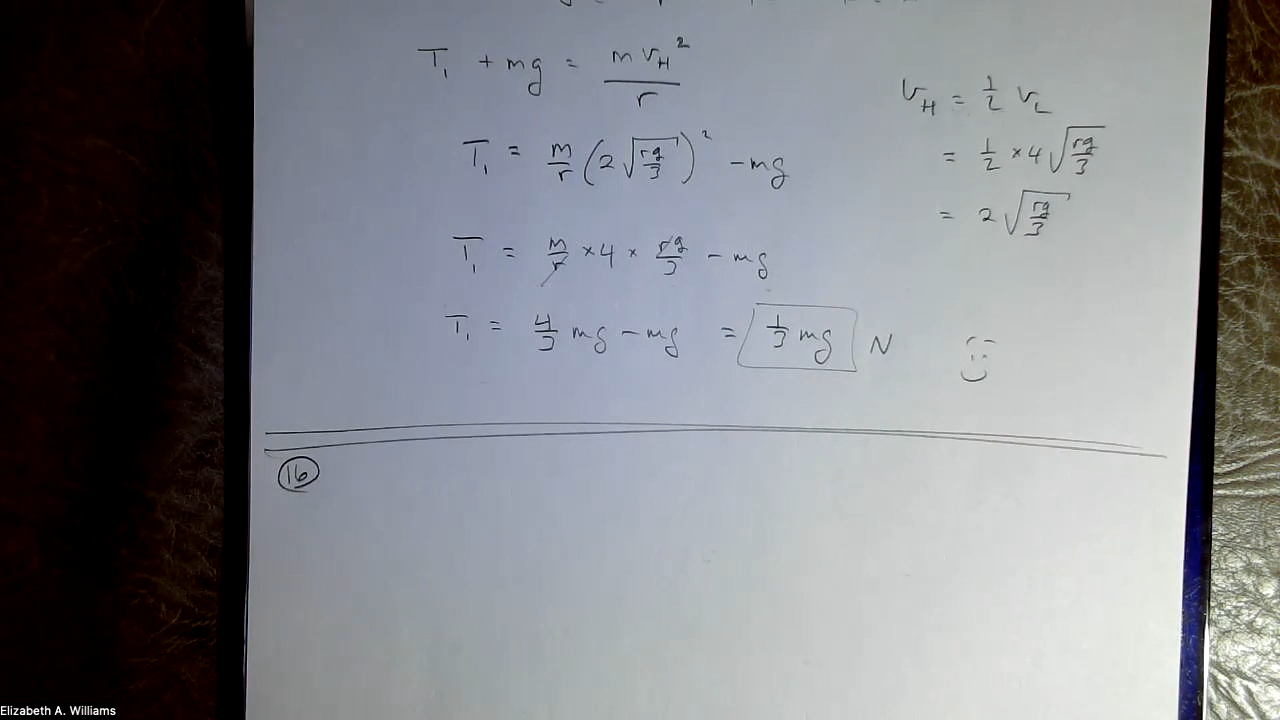 T₁ + mg = m v_H² / r
v_H = 1/2 v_L
T₁ = m/r (2 √(rg/3))² - mg
= 1/2 × 4 √(rg/3)
= 2 √(rg/3)
T₁ = m/r × 4 × rg/3 - mg
T₁ = 4/3 mg - mg = 1/3 mg N
16
Elizabeth A. Williams